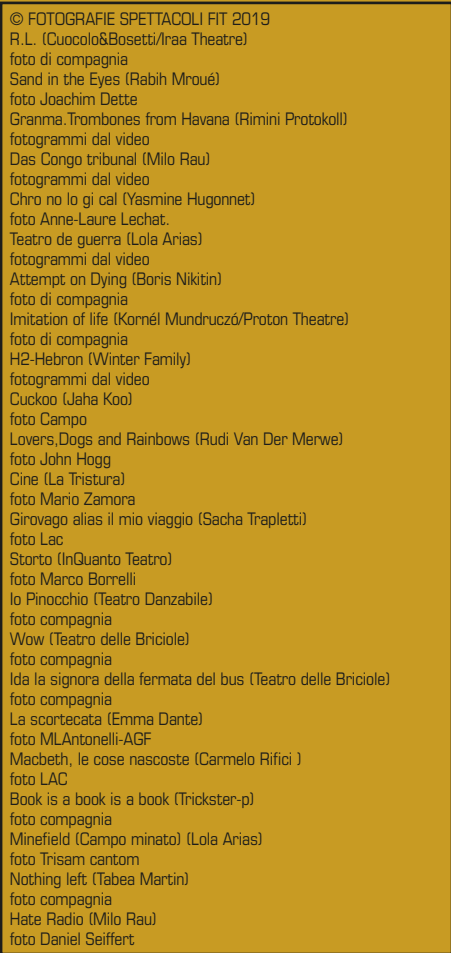 © FOTOGRAFIE SPETTACOLI FIT 2019
R.L. (Cuocolo&Bosetti/Iraa Theatre)
foto di compagnia
Sand in the Eyes (Rabih Mroué)
foto Joachim Dette
Granma.Trombones from Havana (Rimini Protokoll)
fotogrammi dal video
Das Congo tribunal (Milo Rau)
fotogrammi dal video
Chro no lo gi cal (Yasmine Hugonnet)
foto Anne-Laure Lechat.
Teatro de guerra (Lola Arias)
fotogrammi dal video
Attempt on Dying (Boris Nikitin)
foto di compagnia
Imitation of life (Kornél Mundruczó/Proton Theatre)
foto di compagnia
H2-Hebron (Winter Family)
fotogrammi dal video
Cuckoo (Jaha Koo)
foto Campo
Lovers,Dogs and Rainbows (Rudi Van Der Merwe)
foto John Hogg
Cine (La Tristura)
foto Mario Zamora
Girovago alias il mio viaggio (Sacha Trapletti)
foto Lac
Storto (InQuanto Teatro)
foto Marco Borrelli
Io Pinocchio (Teatro Danzabile)
foto compagnia
Wow (Teatro delle Briciole)
foto compagnia
Ida la signora della fermata del bus (Teatro delle Briciole)
foto compagnia
La scortecata (Emma Dante)
foto MLAntonelli-AGF
Macbeth, le cose nascoste (Carmelo Rifici )
foto LAC
Book is a book is a book (Trickster-p)
foto compagnia
Minefield (Campo minato) (Lola Arias)
foto Trisam cantom
Nothing left (Tabea Martin)
foto compagnia
Hate Radio (Milo Rau)
foto Daniel Seiffert